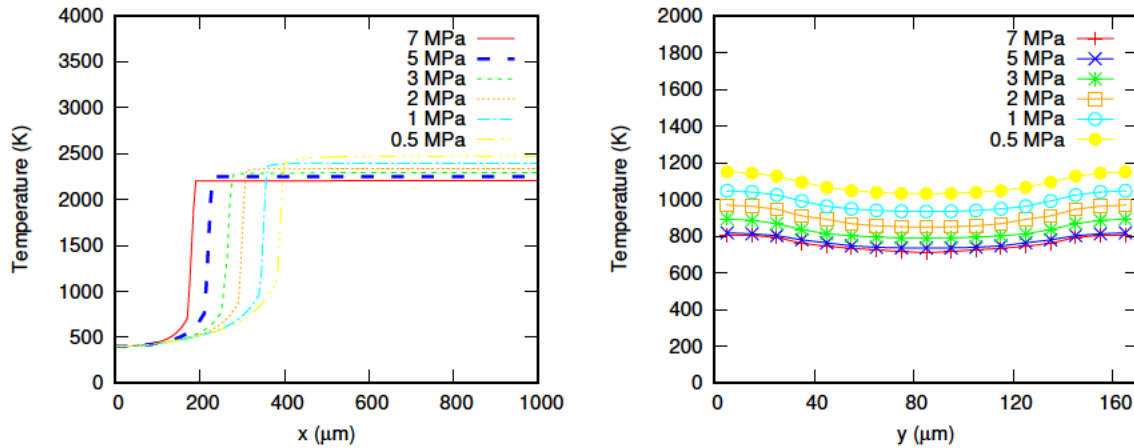 4000
3500
3000
2500
2000
1500
1000
500
0
Temperature (K)
7 MPa
5 MPa
3 MPa
2 MPa
1 MPa
0.5 MPa
0 200 400 600 800 1000
x (μm)
2000
1800
1600
1400
1200
1000
800
600
400
200
0
Temperature (K)
7 MPa
5 MPa
3 MPa
2 MPa
1 MPa
0.5 MPa
0 40 80 120 160
y (μm)